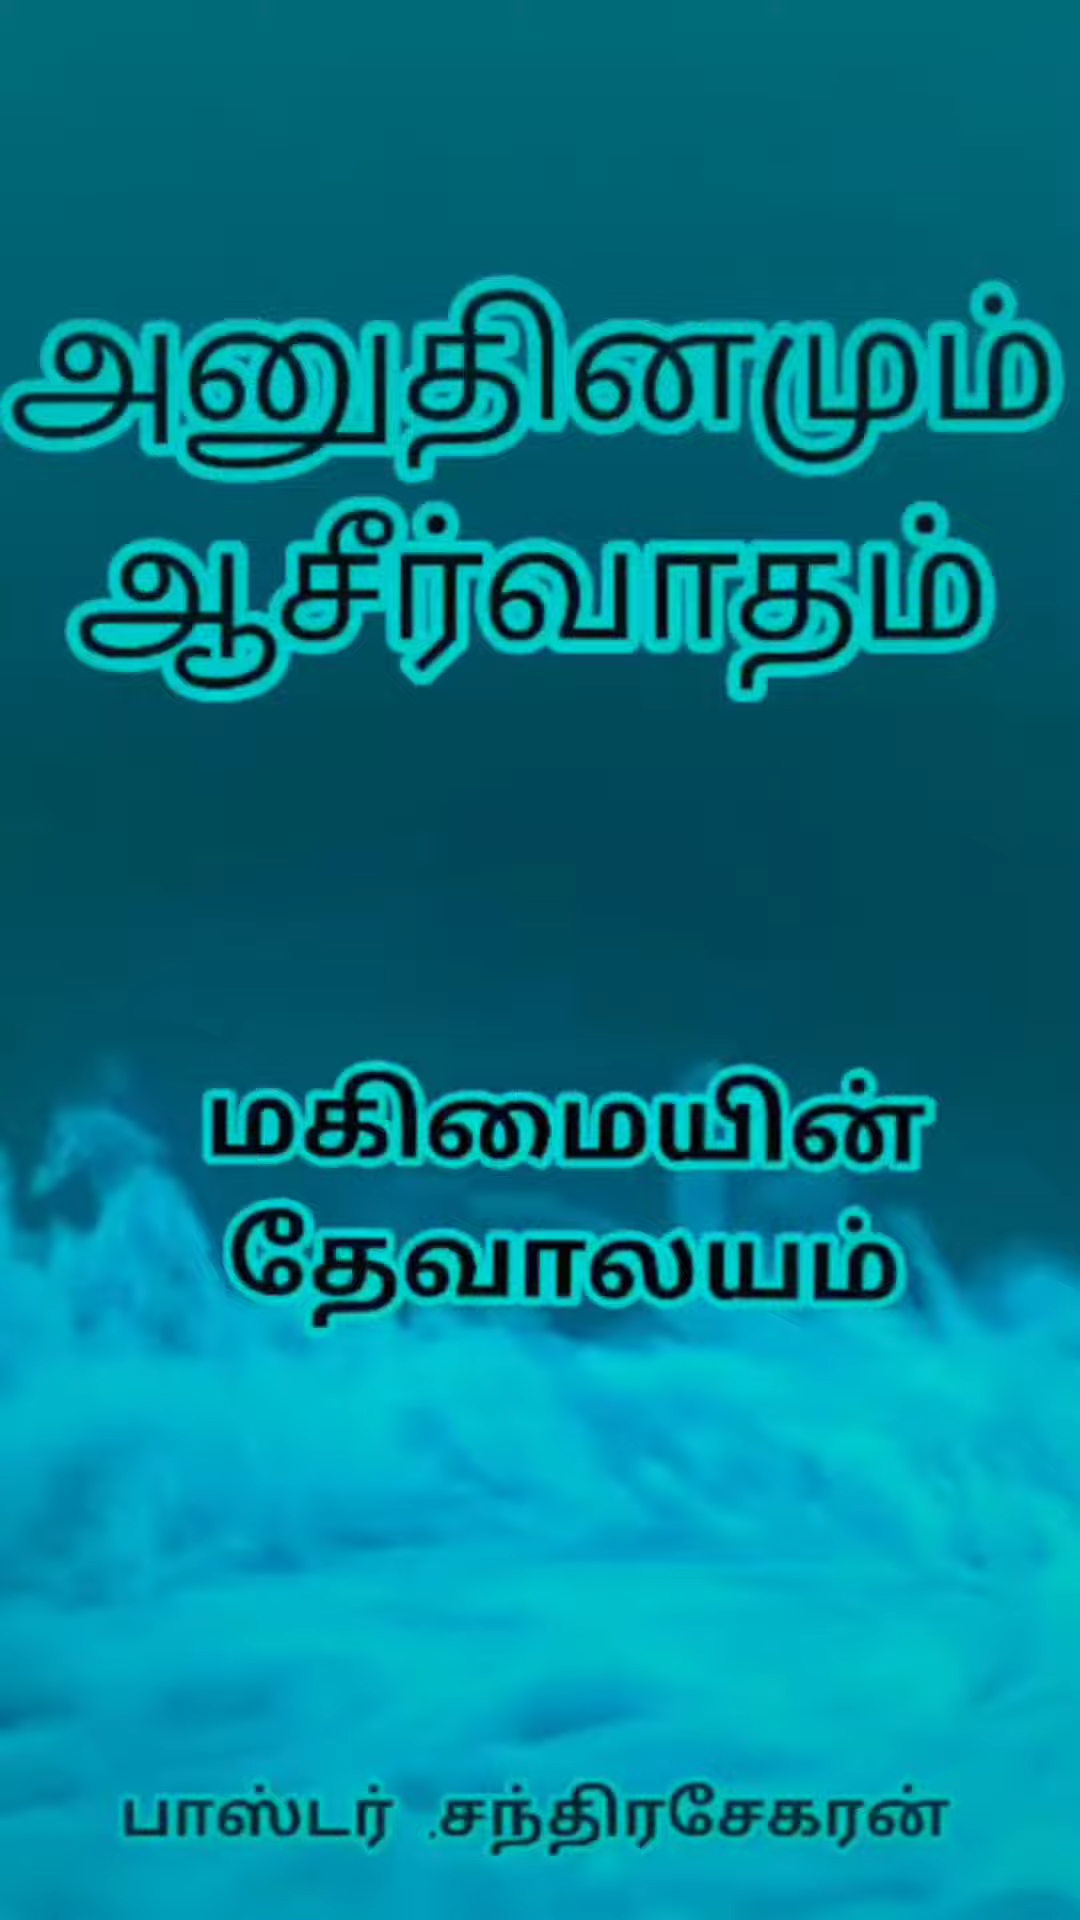 அனுதினமும்
ஆசீர்வாதம்
மகிமையின்
தேவாலயம்
பாஸ்டர் .சந்திரசேகரன்